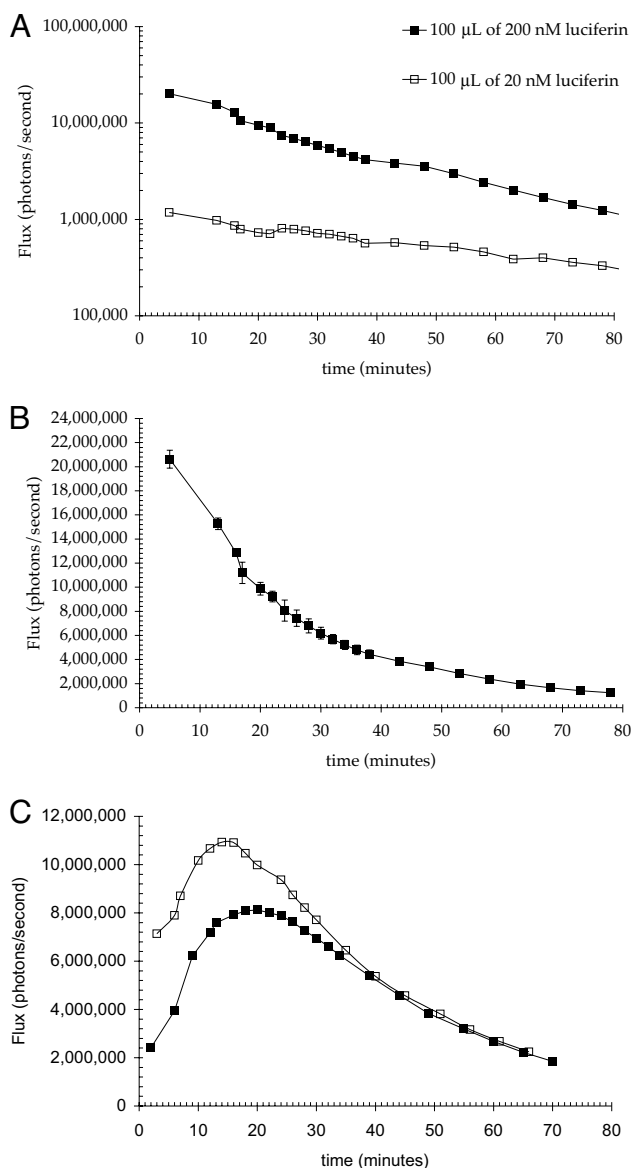 A
100 µL of 200 nM luciferin
100 µL of 20 nM luciferin
Flux (photons/second)
100,000,000
10,000,000
1,000,000
100,000
0 10 20 30 40 50 60 70 80
time (minutes)
B
Flux (photons/second)
24,000,000
22,000,000
20,000,000
18,000,000
16,000,000
14,000,000
12,000,000
10,000,000
8,000,000
6,000,000
4,000,000
2,000,000
0
0 10 20 30 40 50 60 70 80
time (minutes)
C
Flux (photons/second)
12,000,000
10,000,000
8,000,000
6,000,000
4,000,000
2,000,000
0
0 10 20 30 40 50 60 70 80
time (minutes)